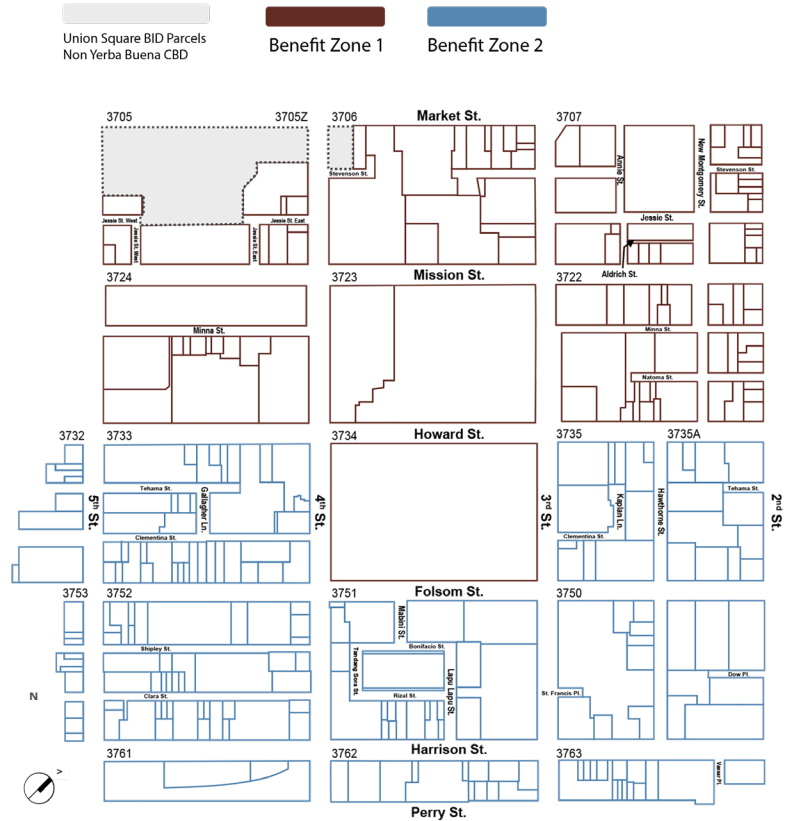 Union Square BID Parcels
Non Yerba Buena CBD
Benefit Zone 1
Benefit Zone 2
3705
3705Z
3706
Market St.
3707
Annie St.
New Montgomery St.
Stevenson St.
Stevenson St.
Jessie St. West
Jessie St. East
Jessie St.
Jessie St. West
Jessie St. East
Aldrich St.
3724
3723
Mission St.
3722
Minna St.
Minna St.
Natoma St.
3732
3733
3734
Howard St.
3735
3735A
Tehama St.
Tehama St.
5th St.
Gallagher Ln.
4th St.
3rd St.
Kaplan Ln.
Hawthorne St.
2nd St.
Clementina St.
Clementina St.
3753
3752
3751
Folsom St.
3750
Mabini St.
Shipley St.
Bonifacio St.
Tandang Sora St.
Lapu Lapu St.
Dow Pl.
N
Clara St.
Rizal St.
St. Francis Pl.
3761
3762
Harrison St.
3763
Vassar Pl.
Perry St.